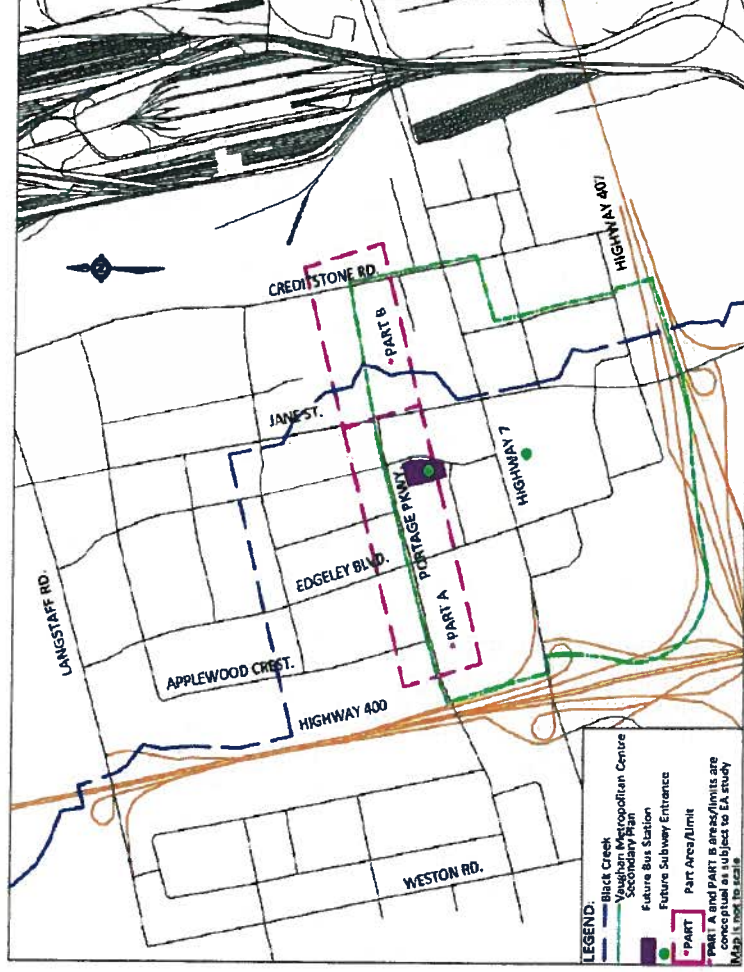 LANGSTAFF RD.
CREDITSTONE RD.
JANE ST.
PART B
HIGHWAY 407
HIGHWAY 7
PORTAGE PKWY
EDGELEY BLVD.
PART A
APPLEWOOD CREST.
HIGHWAY 400
WESTON RD.
LEGEND:
Black Creek
Vaughan Metropolitan Centre
Secondary Plan
Future Bus Station
Future Subway Entrance
*PART Part Area/Limit
* PART A and PART B areas/limits are
conceptual as subject to EA study
Map is not to scale